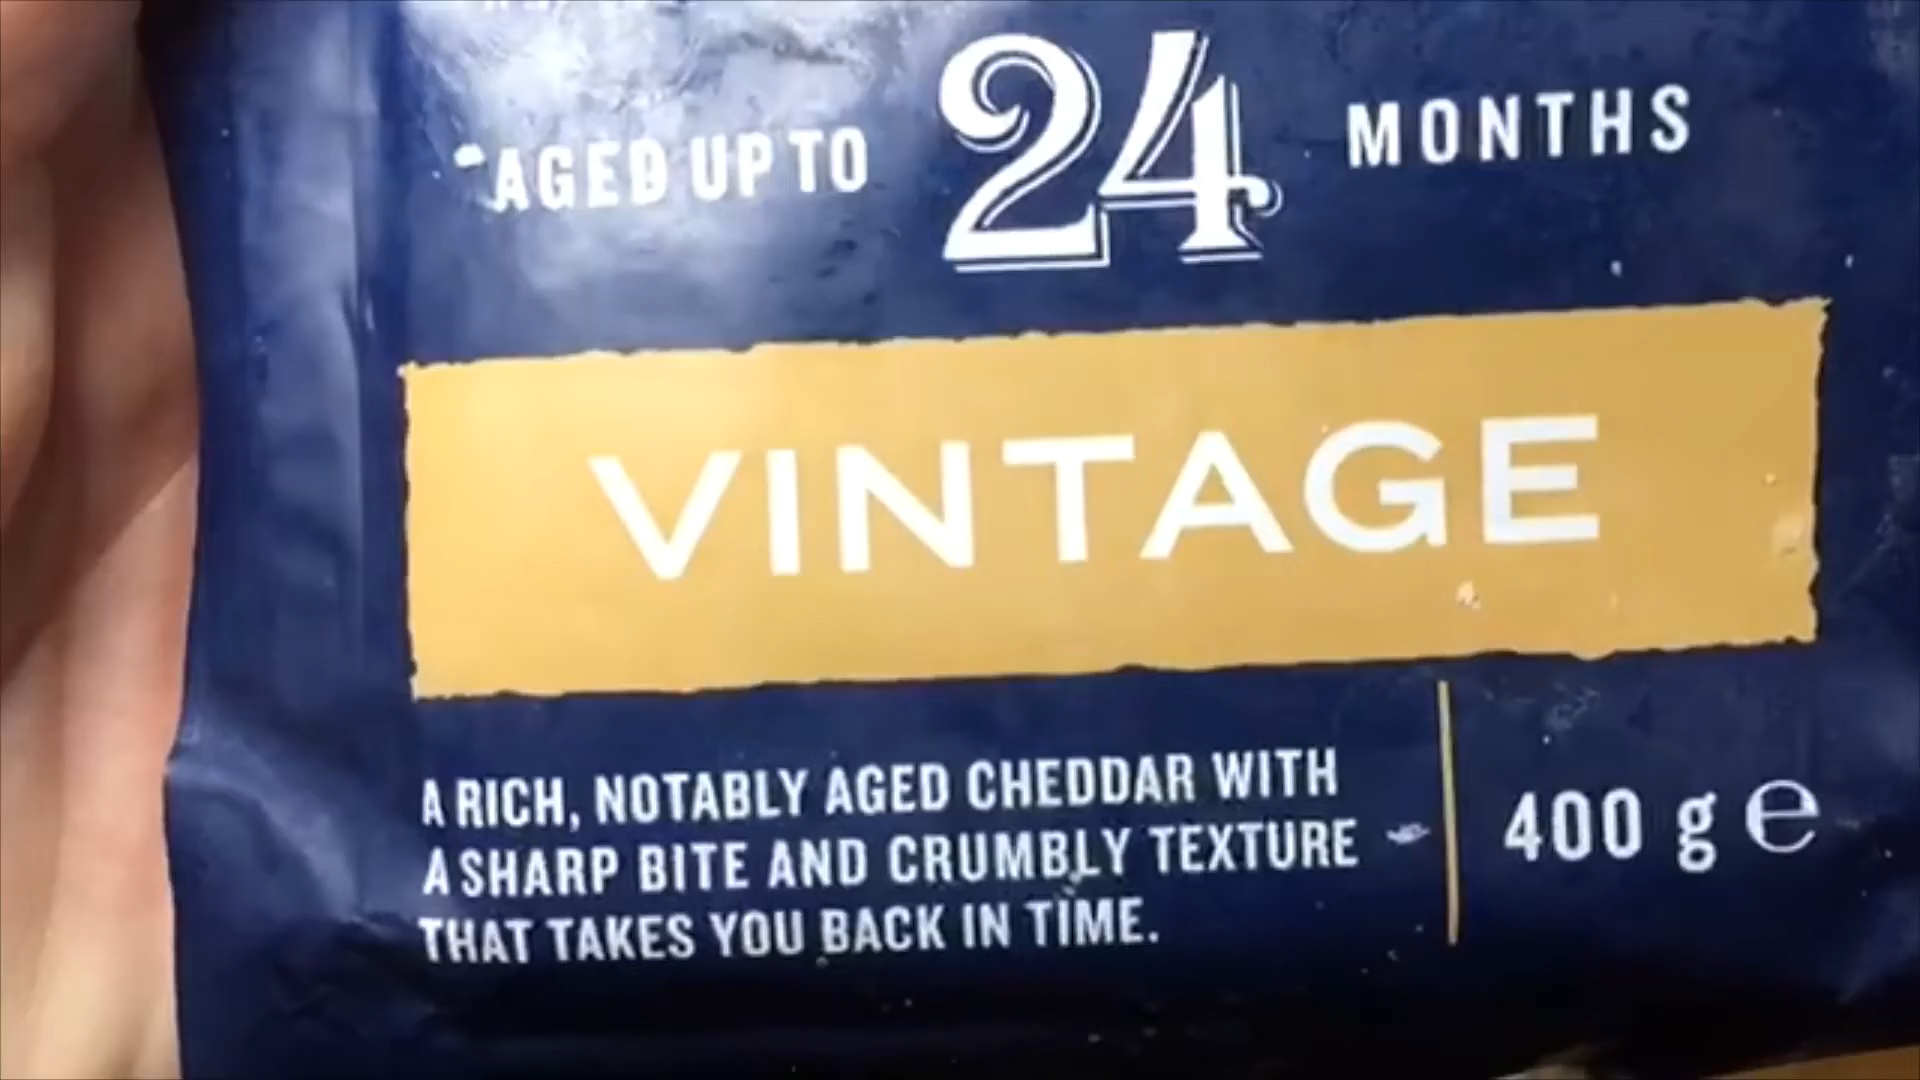 *AGED UP TO 24 MONTHS
VINTAGE
A RICH, NOTABLY AGED CHEDDAR WITH
A SHARP BITE AND CRUMBLY TEXTURE
THAT TAKES YOU BACK IN TIME.
400 g ℮